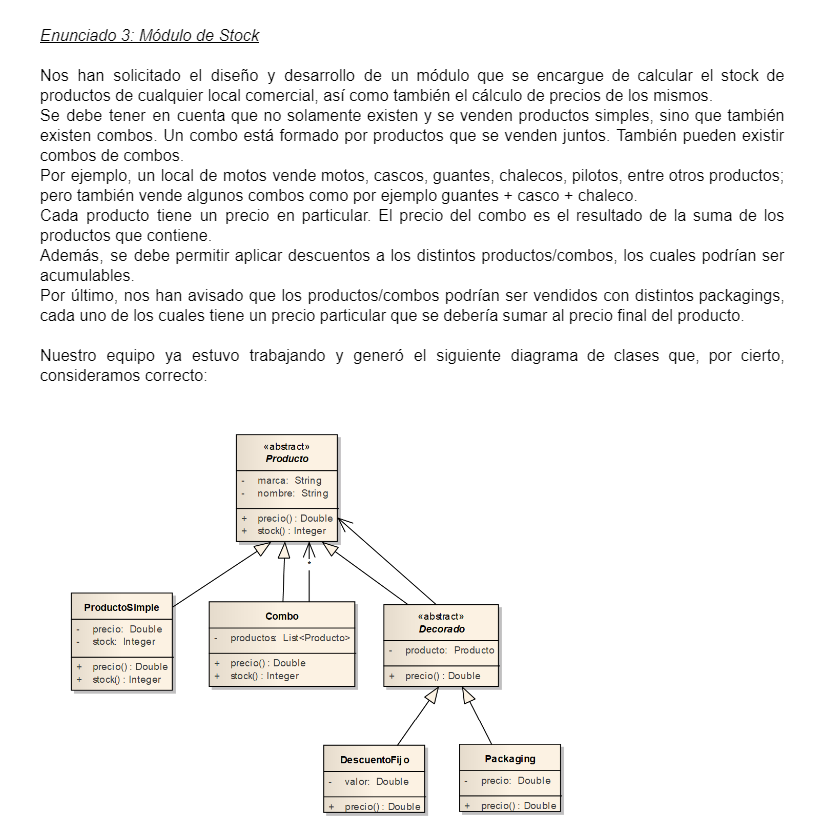 Enunciado 3: Módulo de Stock
Nos han solicitado el diseño y desarrollo de un módulo que se encargue de calcular el stock de
productos de cualquier local comercial, así como también el cálculo de precios de los mismos.
Se debe tener en cuenta que no solamente existen y se venden productos simples, sino que también
existen combos. Un combo está formado por productos que se venden juntos. También pueden existir
combos de combos.
Por ejemplo, un local de motos vende motos, cascos, guantes, chalecos, pilotos, entre otros productos;
pero también vende algunos combos como por ejemplo guantes + casco + chaleco.
Cada producto tiene un precio en particular. El precio del combo es el resultado de la suma de los
productos que contiene.
Además, se debe permitir aplicar descuentos a los distintos productos/combos, los cuales podrían ser
acumulables.
Por último, nos han avisado que los productos/combos podrían ser vendidos con distintos packagings,
cada uno de los cuales tiene un precio particular que se debería sumar al precio final del producto.
Nuestro equipo ya estuvo trabajando y generó el siguiente diagrama de clases que, por cierto,
consideramos correcto:
«abstract»
Producto
- marca: String
- nombre: String
+ precio() : Double
+ stock() : Integer
ProductoSimple
- precio: Double
- stock: Integer
+ precio() : Double
+ stock() : Integer
Combo
- productos: List<Producto>
+ precio() : Double
+ stock() : Integer
«abstract»
Decorado
- producto: Producto
+ precio() : Double
DescuentoFijo
- valor: Double
+ precio() : Double
Packaging
- precio: Double
+ precio() : Double